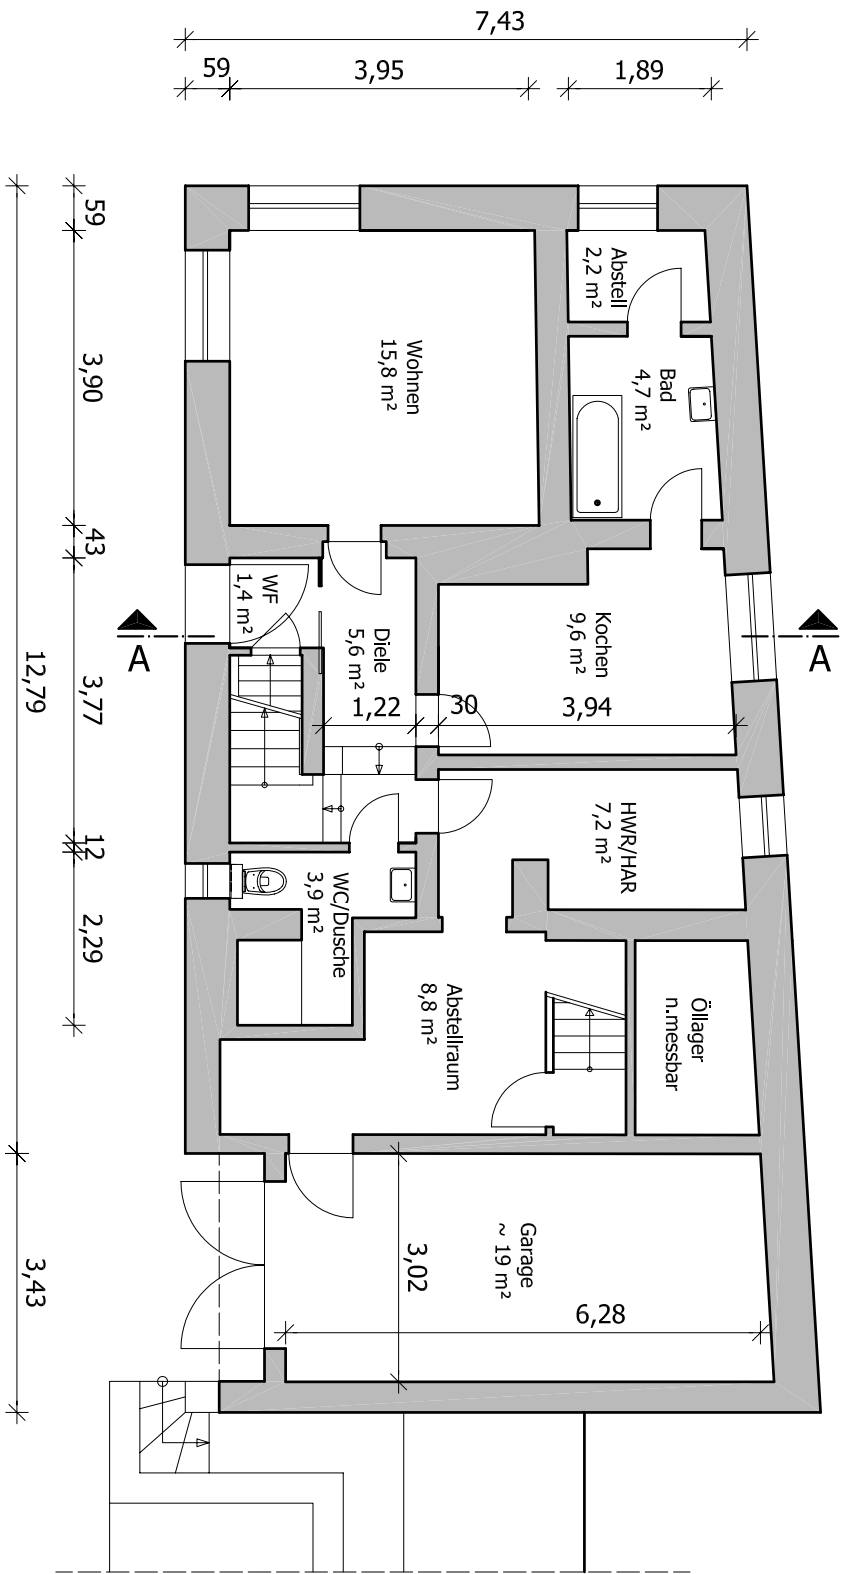 7,43
59
3,95
1,89
59
3,90
43
3,77
12
2,29
12,79
3,43
Abstell
2,2 m²
Bad
4,7 m²
Wohnen
15,8 m²
WF
1,4 m²
Diele
5,6 m²
Kochen
9,6 m²
A
A
1,22
30
3,94
HWR/HAR
7,2 m²
WC/Dusche
3,9 m²
Abstellraum
8,8 m²
Öllager
n.messbar
Garage
~ 19 m²
3,02
6,28